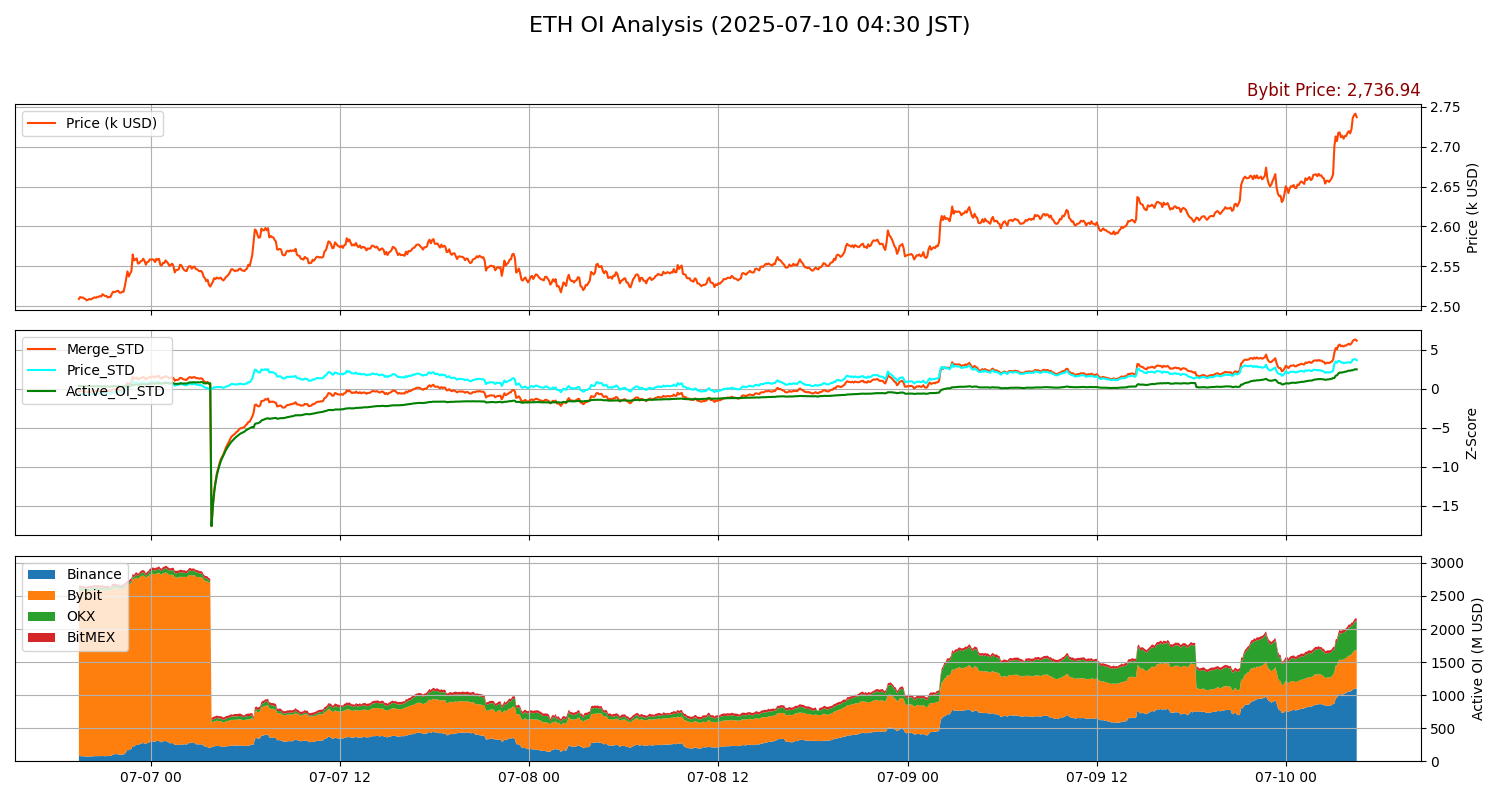 ETH OI Analysis (2025-07-10 04:30 JST)
Bybit Price: 2,736.94
Price (k USD)
2.75
2.70
2.65
2.60
2.55
2.50
Price (k USD)
Merge_STD
Price_STD
Active_OI_STD
5
0
−5
−10
−15
Z-Score
Binance
Bybit
OKX
BitMEX
3000
2500
2000
1500
1000
500
0
Active OI (M USD)
07-07 00
07-07 12
07-08 00
07-08 12
07-09 00
07-09 12
07-10 00